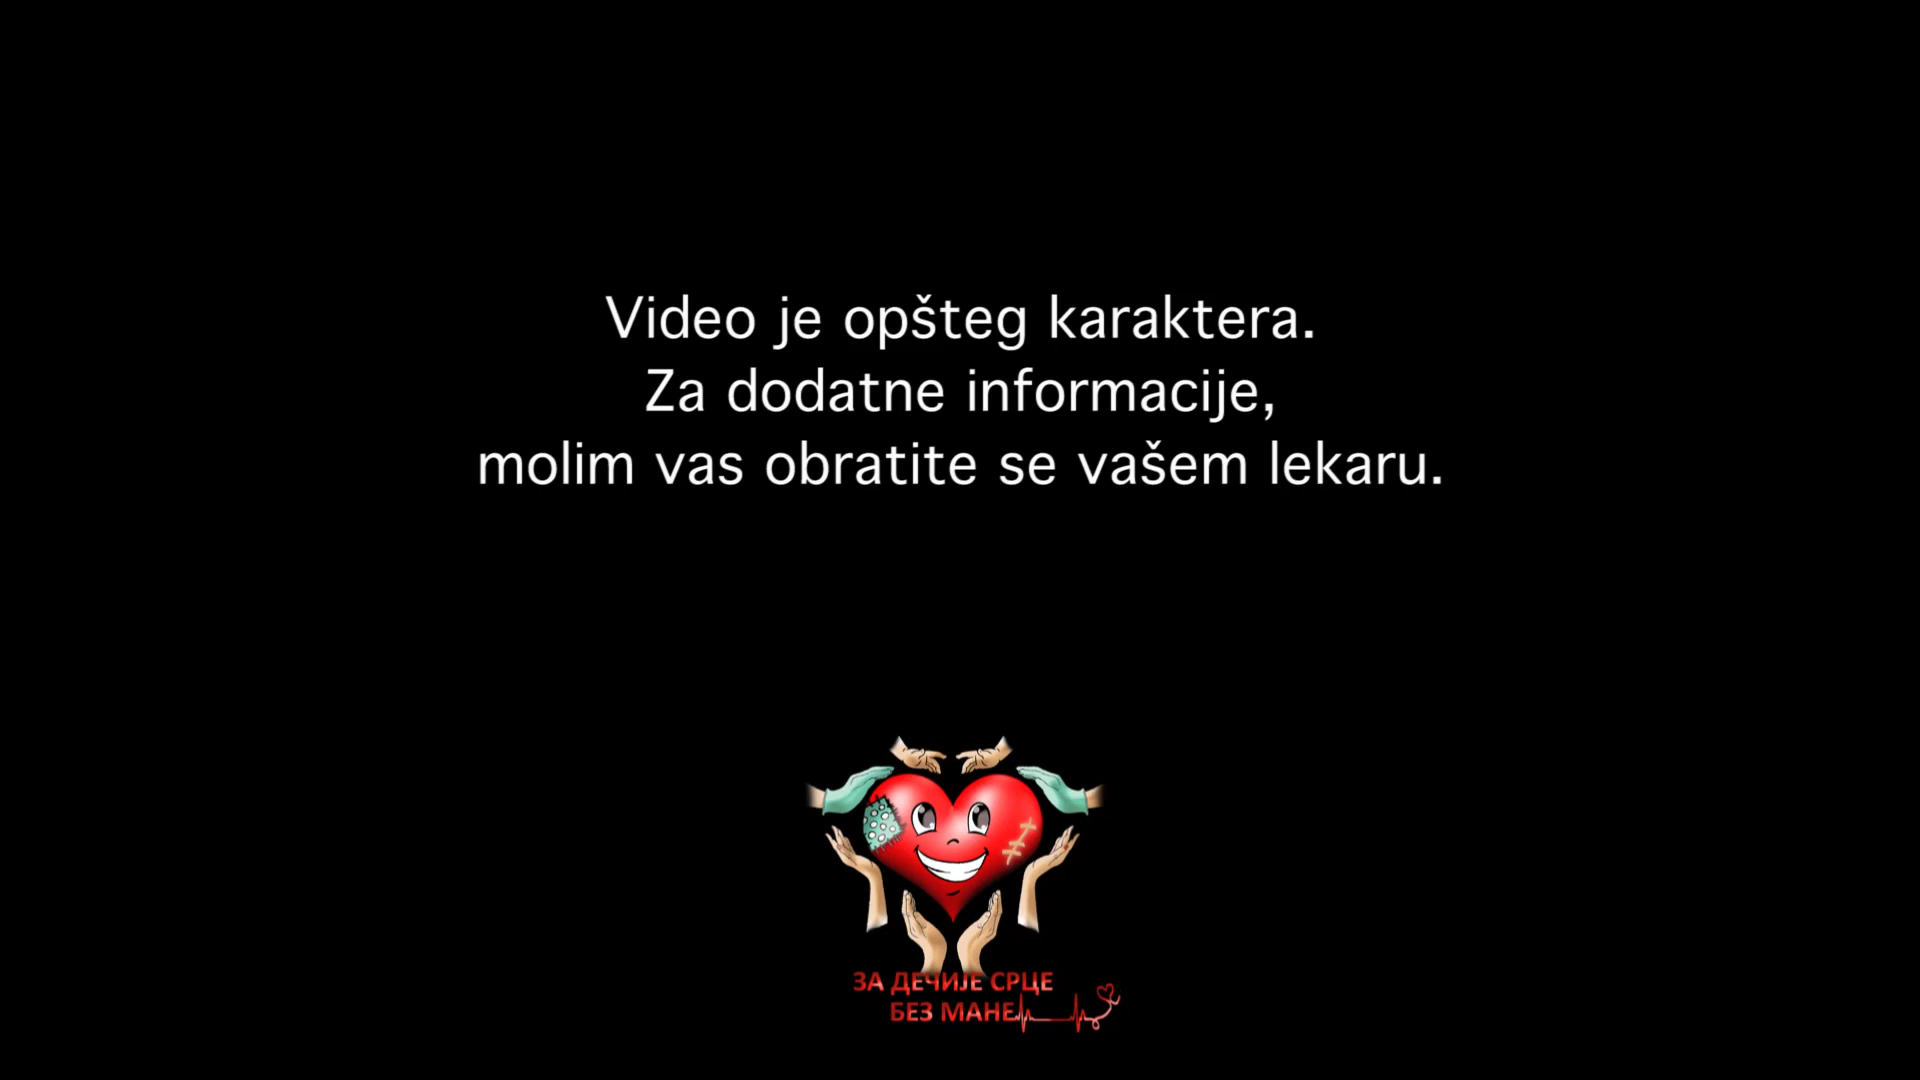 Video je opšteg karaktera.
Za dodatne informacije,
molim vas obratite se vašem lekaru.
ЗА ДЕЧИЈЕ СРЦЕ
БЕЗ МАНЕ